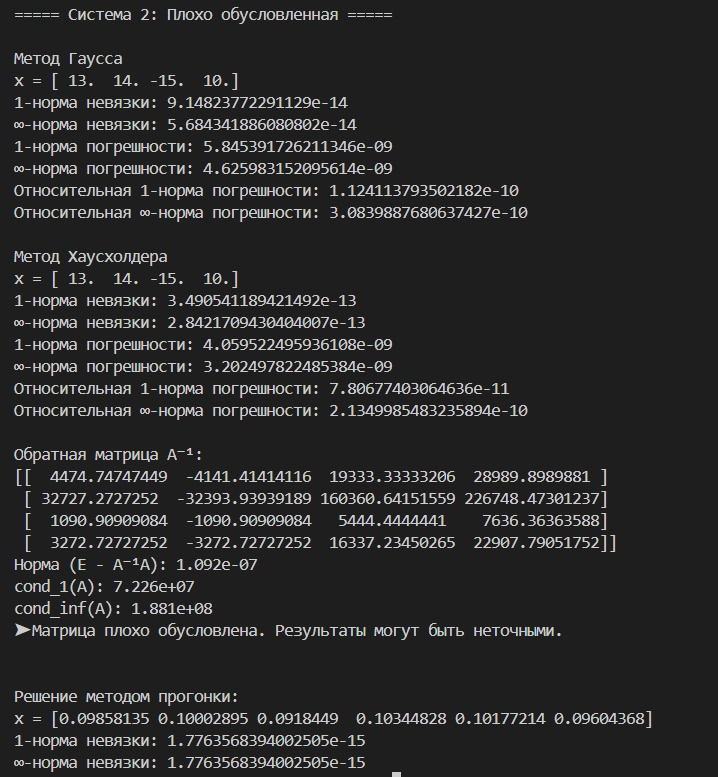 ===== Система 2: Плохо обусловленная =====
Метод Гаусса
x = [ 13.  14. -15.  10.]
1-норма невязки: 9.14823772291129e-14
∞-норма невязки: 5.684341886080802e-14
1-норма погрешности: 5.845391726211346e-09
∞-норма погрешности: 4.625983152095614e-09
Относительная 1-норма погрешности: 1.124113793502182e-10
Относительная ∞-норма погрешности: 3.0839887680637427e-10
Метод Хаусхолдера
x = [ 13.  14. -15.  10.]
1-норма невязки: 3.490541189421492e-13
∞-норма невязки: 2.8421709430404007e-13
1-норма погрешности: 4.059522495936108e-09
∞-норма погрешности: 3.202497822485384e-09
Относительная 1-норма погрешности: 7.80677403064636e-11
Относительная ∞-норма погрешности: 2.1349985483235894e-10
Обратная матрица A⁻¹:
[[  4474.74747449  -4141.41414116  19333.33333206  28989.8989881 ]
 [ 32727.2727252  -32393.93939189 160360.64151559 226748.47301237]
 [  1090.90909084  -1090.90909084   5444.4444441    7636.36363588]
 [  3272.72727252  -3272.72727252  16337.23450265  22907.79051752]]
Норма (E - A⁻¹A): 1.092e-07
cond_1(A): 7.226e+07
cond_inf(A): 1.881e+08
➤Матрица плохо обусловлена. Результаты могут быть неточными.
Решение методом прогонки:
x = [0.09858135 0.10002895 0.0918449  0.10344828 0.10177214 0.09604368]
1-норма невязки: 1.7763568394002505e-15
∞-норма невязки: 1.7763568394002505e-15